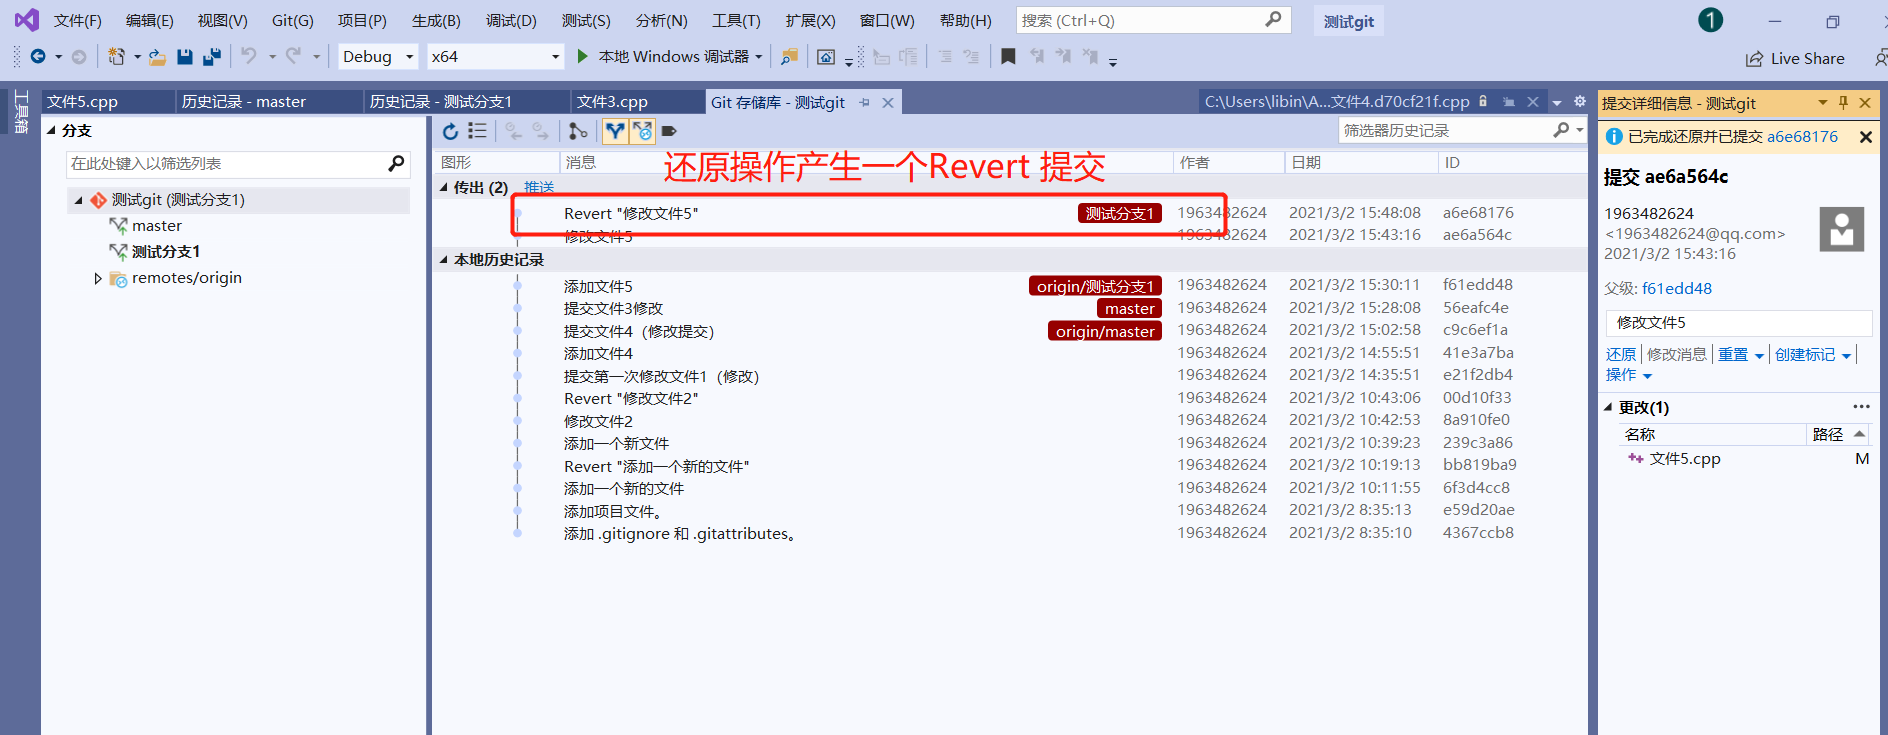 文件(F) 编辑(E) 视图(V) Git(G) 项目(P) 生成(B) 调试(D) 测试(S) 分析(N) 工具(T) 扩展(X) 窗口(W) 帮助(H) 搜索 (Ctrl+Q) 测试git 1
Debug x64 本地 Windows 调试器 Live Share
工具箱
文件5.cpp 历史记录 - master 历史记录 - 测试分支1 文件3.cpp Git 存储库 - 测试git C:\Users\libin\A...文件4.d70cf21f.cpp
分支
在此处键入以筛选列表
测试git (测试分支1)
master
测试分支1
remotes/origin
筛选器历史记录
图形 消息 作者 日期 ID
还原操作产生一个Revert 提交
传出 (2) 推送
Revert "修改文件5" 测试分支1 1963482624 2021/3/2 15:48:08 a6e68176
修改文件5 1963482624 2021/3/2 15:43:16 ae6a564c
本地历史记录
添加文件5 origin/测试分支1 1963482624 2021/3/2 15:30:11 f61edd48
提交文件3修改 master 1963482624 2021/3/2 15:28:08 56eafc4e
提交文件4（修改提交） origin/master 1963482624 2021/3/2 15:02:58 c9c6ef1a
添加文件4 1963482624 2021/3/2 14:55:51 41e3a7ba
提交第一次修改文件1（修改） 1963482624 2021/3/2 14:35:51 e21f2db4
Revert "修改文件2" 1963482624 2021/3/2 10:43:06 00d10f33
修改文件2 1963482624 2021/3/2 10:42:53 8a910fe0
添加一个新文件 1963482624 2021/3/2 10:39:23 239c3a86
Revert "添加一个新的文件" 1963482624 2021/3/2 10:19:13 bb819ba9
添加一个新的文件 1963482624 2021/3/2 10:11:55 6f3d4cc8
添加项目文件。 1963482624 2021/3/2 8:35:13 e59d20ae
添加 .gitignore 和 .gitattributes。 1963482624 2021/3/2 8:35:10 4367ccb8
提交详细信息 - 测试git
已完成还原并已提交 a6e68176
提交 ae6a564c
1963482624
<1963482624@qq.com>
2021/3/2 15:43:16
父级: f61edd48
修改文件5
还原 修改消息 重置 创建标记
操作
更改(1)
名称 路径
文件5.cpp M